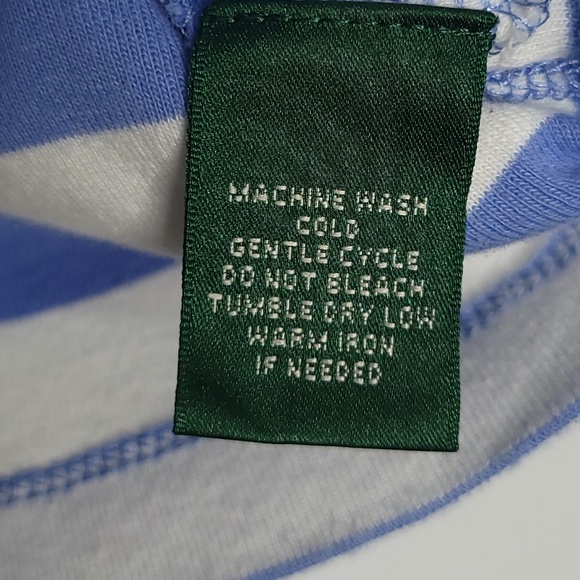 MACHINE WASH
COLD
GENTLE CYCLE
DO NOT BLEACH
TUMBLE DRY LOW
WARM IRON
IF NEEDED